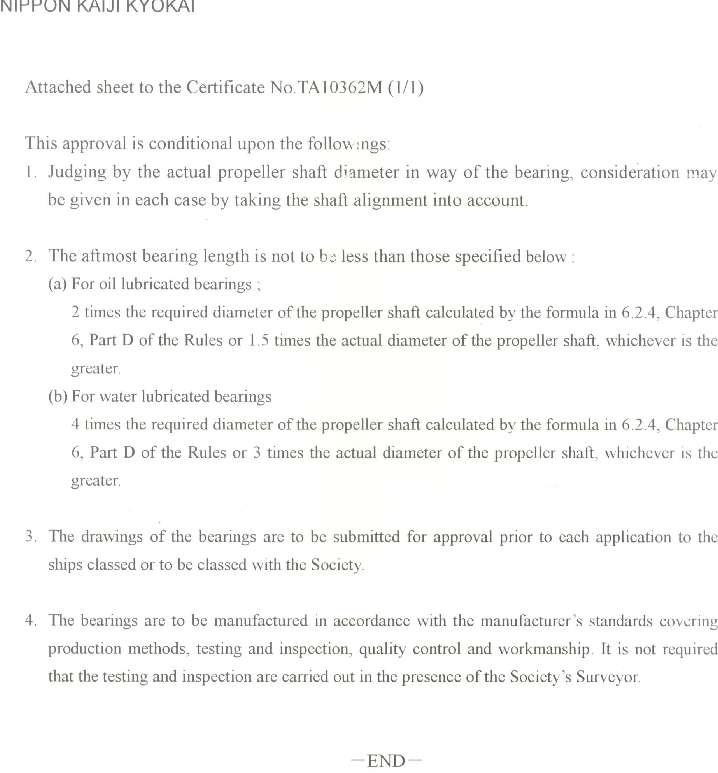 NIPPON KAIJI KYOKAI
Attached sheet to the Certificate No.TA10362M (1/1)
This approval is conditional upon the followings:
1. Judging by the actual propeller shaft diameter in way of the bearing, consideration may
be given in each case by taking the shaft alignment into account.
2. The aftmost bearing length is not to be less than those specified below :
(a) For oil lubricated bearings ;
2 times the required diameter of the propeller shaft calculated by the formula in 6.2.4, Chapter
6, Part D of the Rules or 1.5 times the actual diameter of the propeller shaft, whichever is the
greater.
(b) For water lubricated bearings
4 times the required diameter of the propeller shaft calculated by the formula in 6.2.4, Chapter
6, Part D of the Rules or 3 times the actual diameter of the propeller shaft, whichever is the
greater.
3. The drawings of the bearings are to be submitted for approval prior to each application to the
ships classed or to be classed with the Society.
4. The bearings are to be manufactured in accordance with the manufacturer's standards covering
production methods, testing and inspection, quality control and workmanship. It is not required
that the testing and inspection are carried out in the presence of the Society's Surveyor.
—END—